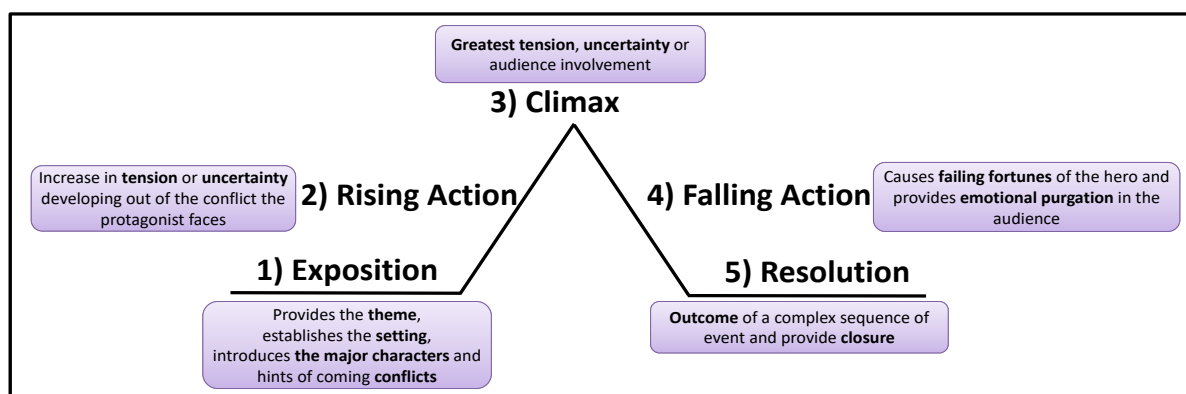 Greatest tension, uncertainty or
audience involvement
3) Climax
Increase in tension or uncertainty
developing out of the conflict the
protagonist faces
2) Rising Action
4) Falling Action
Causes failing fortunes of the hero and
provides emotional purgation in the
audience
1) Exposition
Provides the theme,
establishes the setting,
introduces the major characters and
hints of coming conflicts
5) Resolution
Outcome of a complex sequence of
event and provide closure